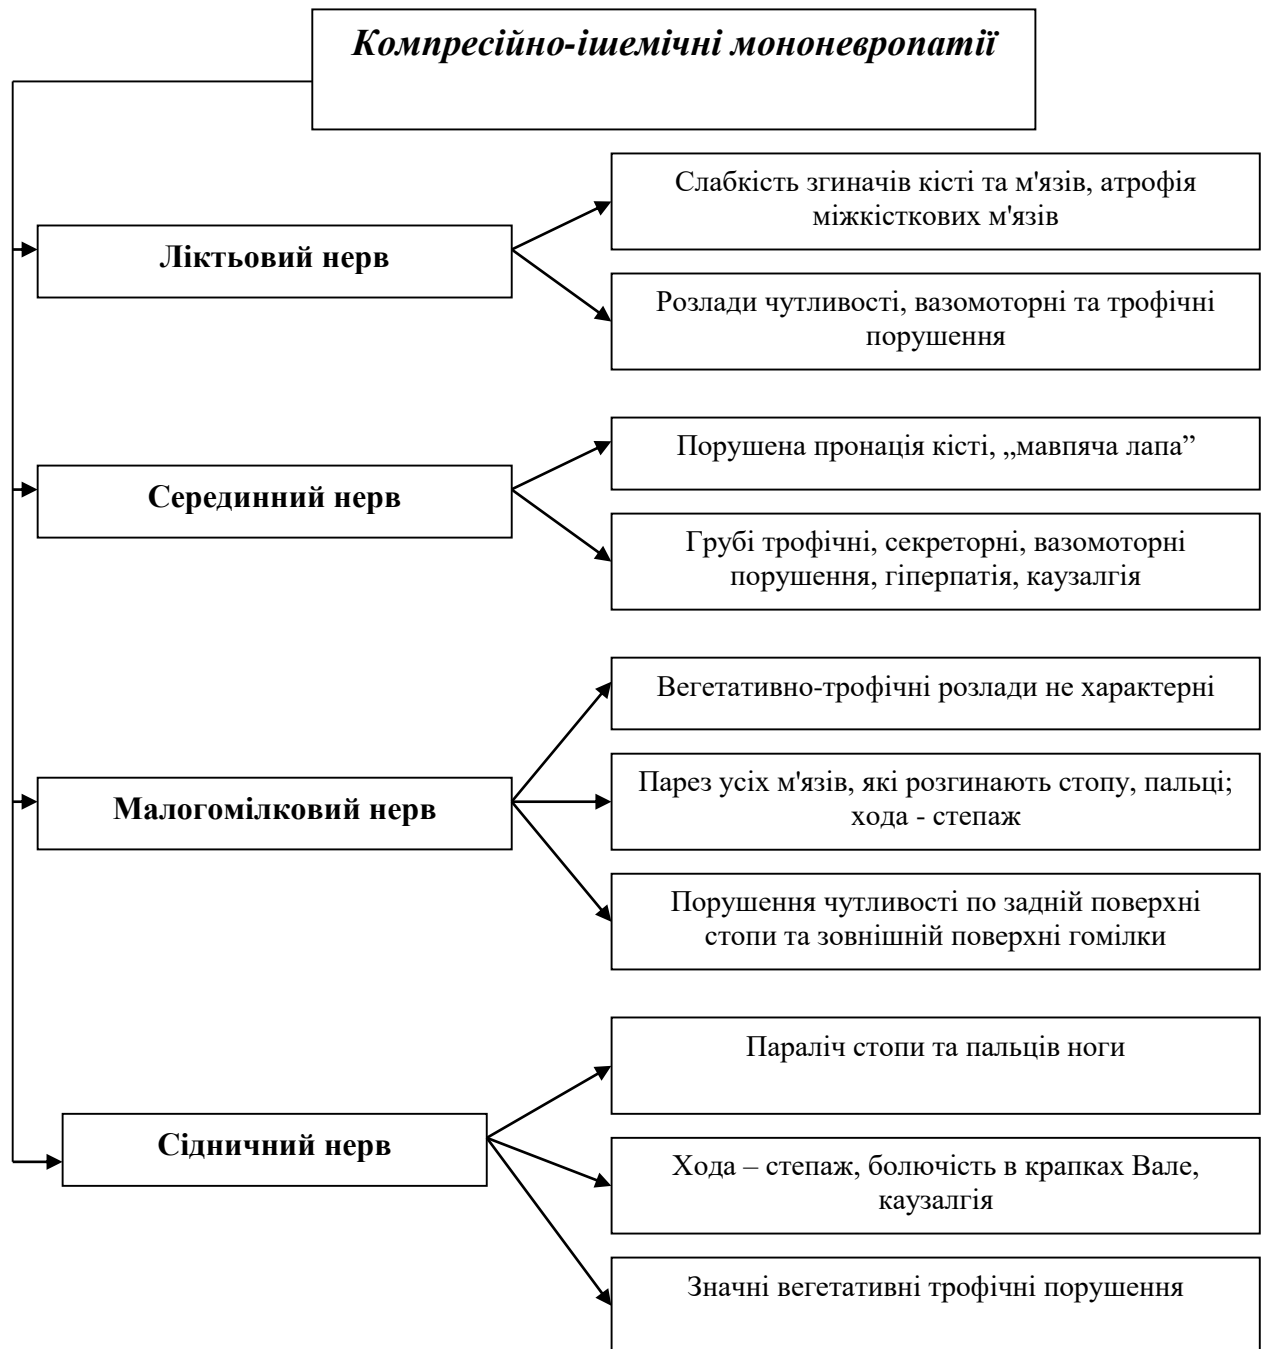 Компресійно-ішемічні мононевропатії
Слабкість згиначів кісті та м'язів, атрофія
міжкісткових м'язів
Ліктьовий нерв
Розлади чутливості, вазомоторні та трофічні
порушення
Порушена пронація кісті, „мавпяча лапа”
Серединний нерв
Грубі трофічні, секреторні, вазомоторні
порушення, гіперпатія, каузалгія
Вегетативно-трофічні розлади не характерні
Малогомілковий нерв
Парез усіх м'язів, які розгинають стопу, пальці;
хода - степаж
Порушення чутливості по задній поверхні
стопи та зовнішній поверхні гомілки
Параліч стопи та пальців ноги
Сідничний нерв
Хода – степаж, болючість в крапках Вале,
каузалгія
Значні вегетативні трофічні порушення